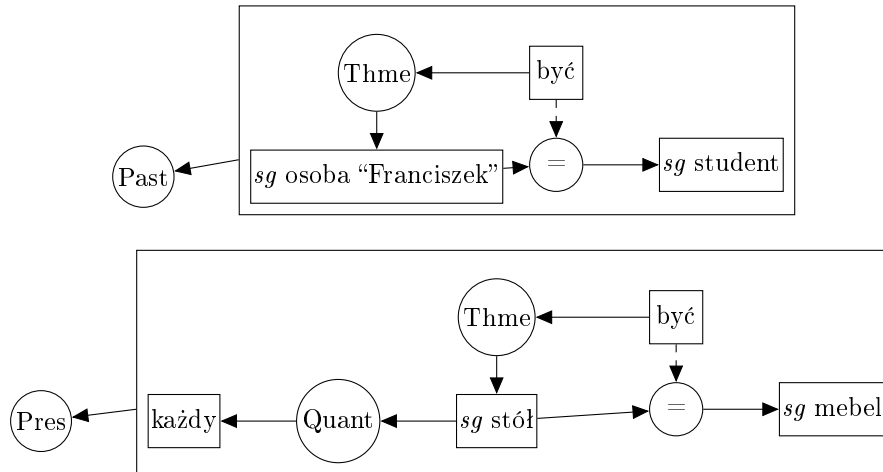 Thme
być
Past
sg osoba “Franciszek”
=
sg student
Thme
być
Pres
każdy
Quant
sg stół
=
sg mebel